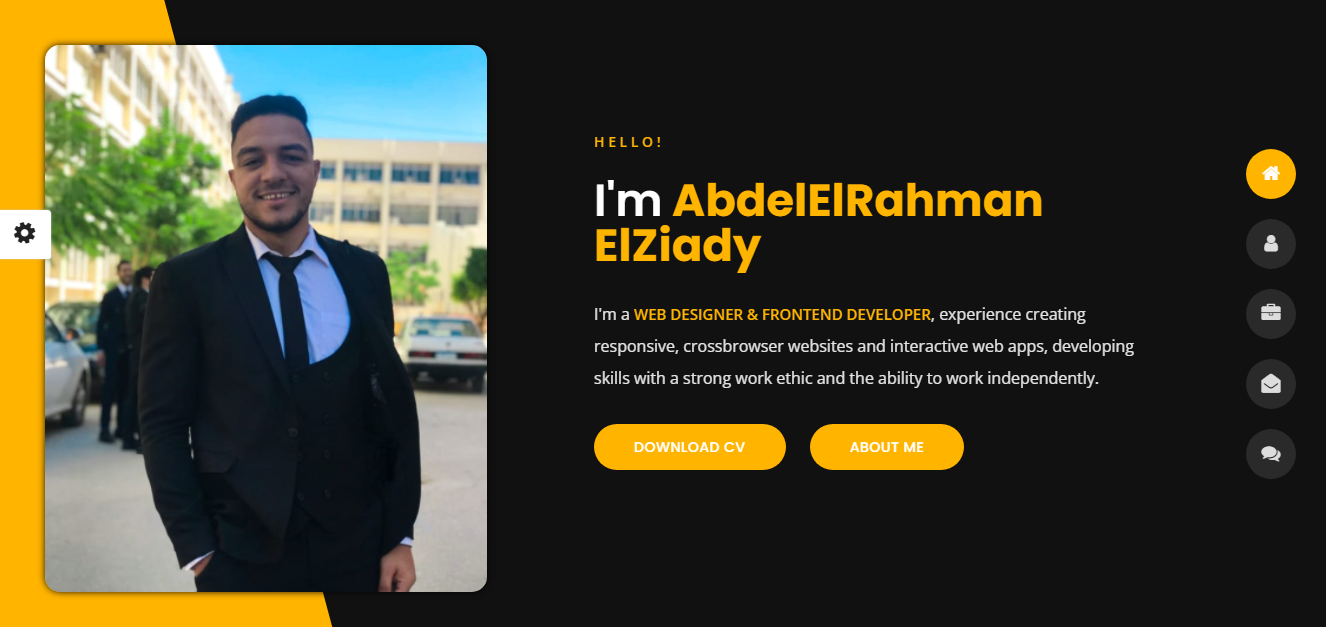 HELLO!
I'm AbdelElRahman
ElZiady
I'm a WEB DESIGNER & FRONTEND DEVELOPER, experience creating
responsive, crossbrowser websites and interactive web apps, developing
skills with a strong work ethic and the ability to work independently.
DOWNLOAD CV
ABOUT ME